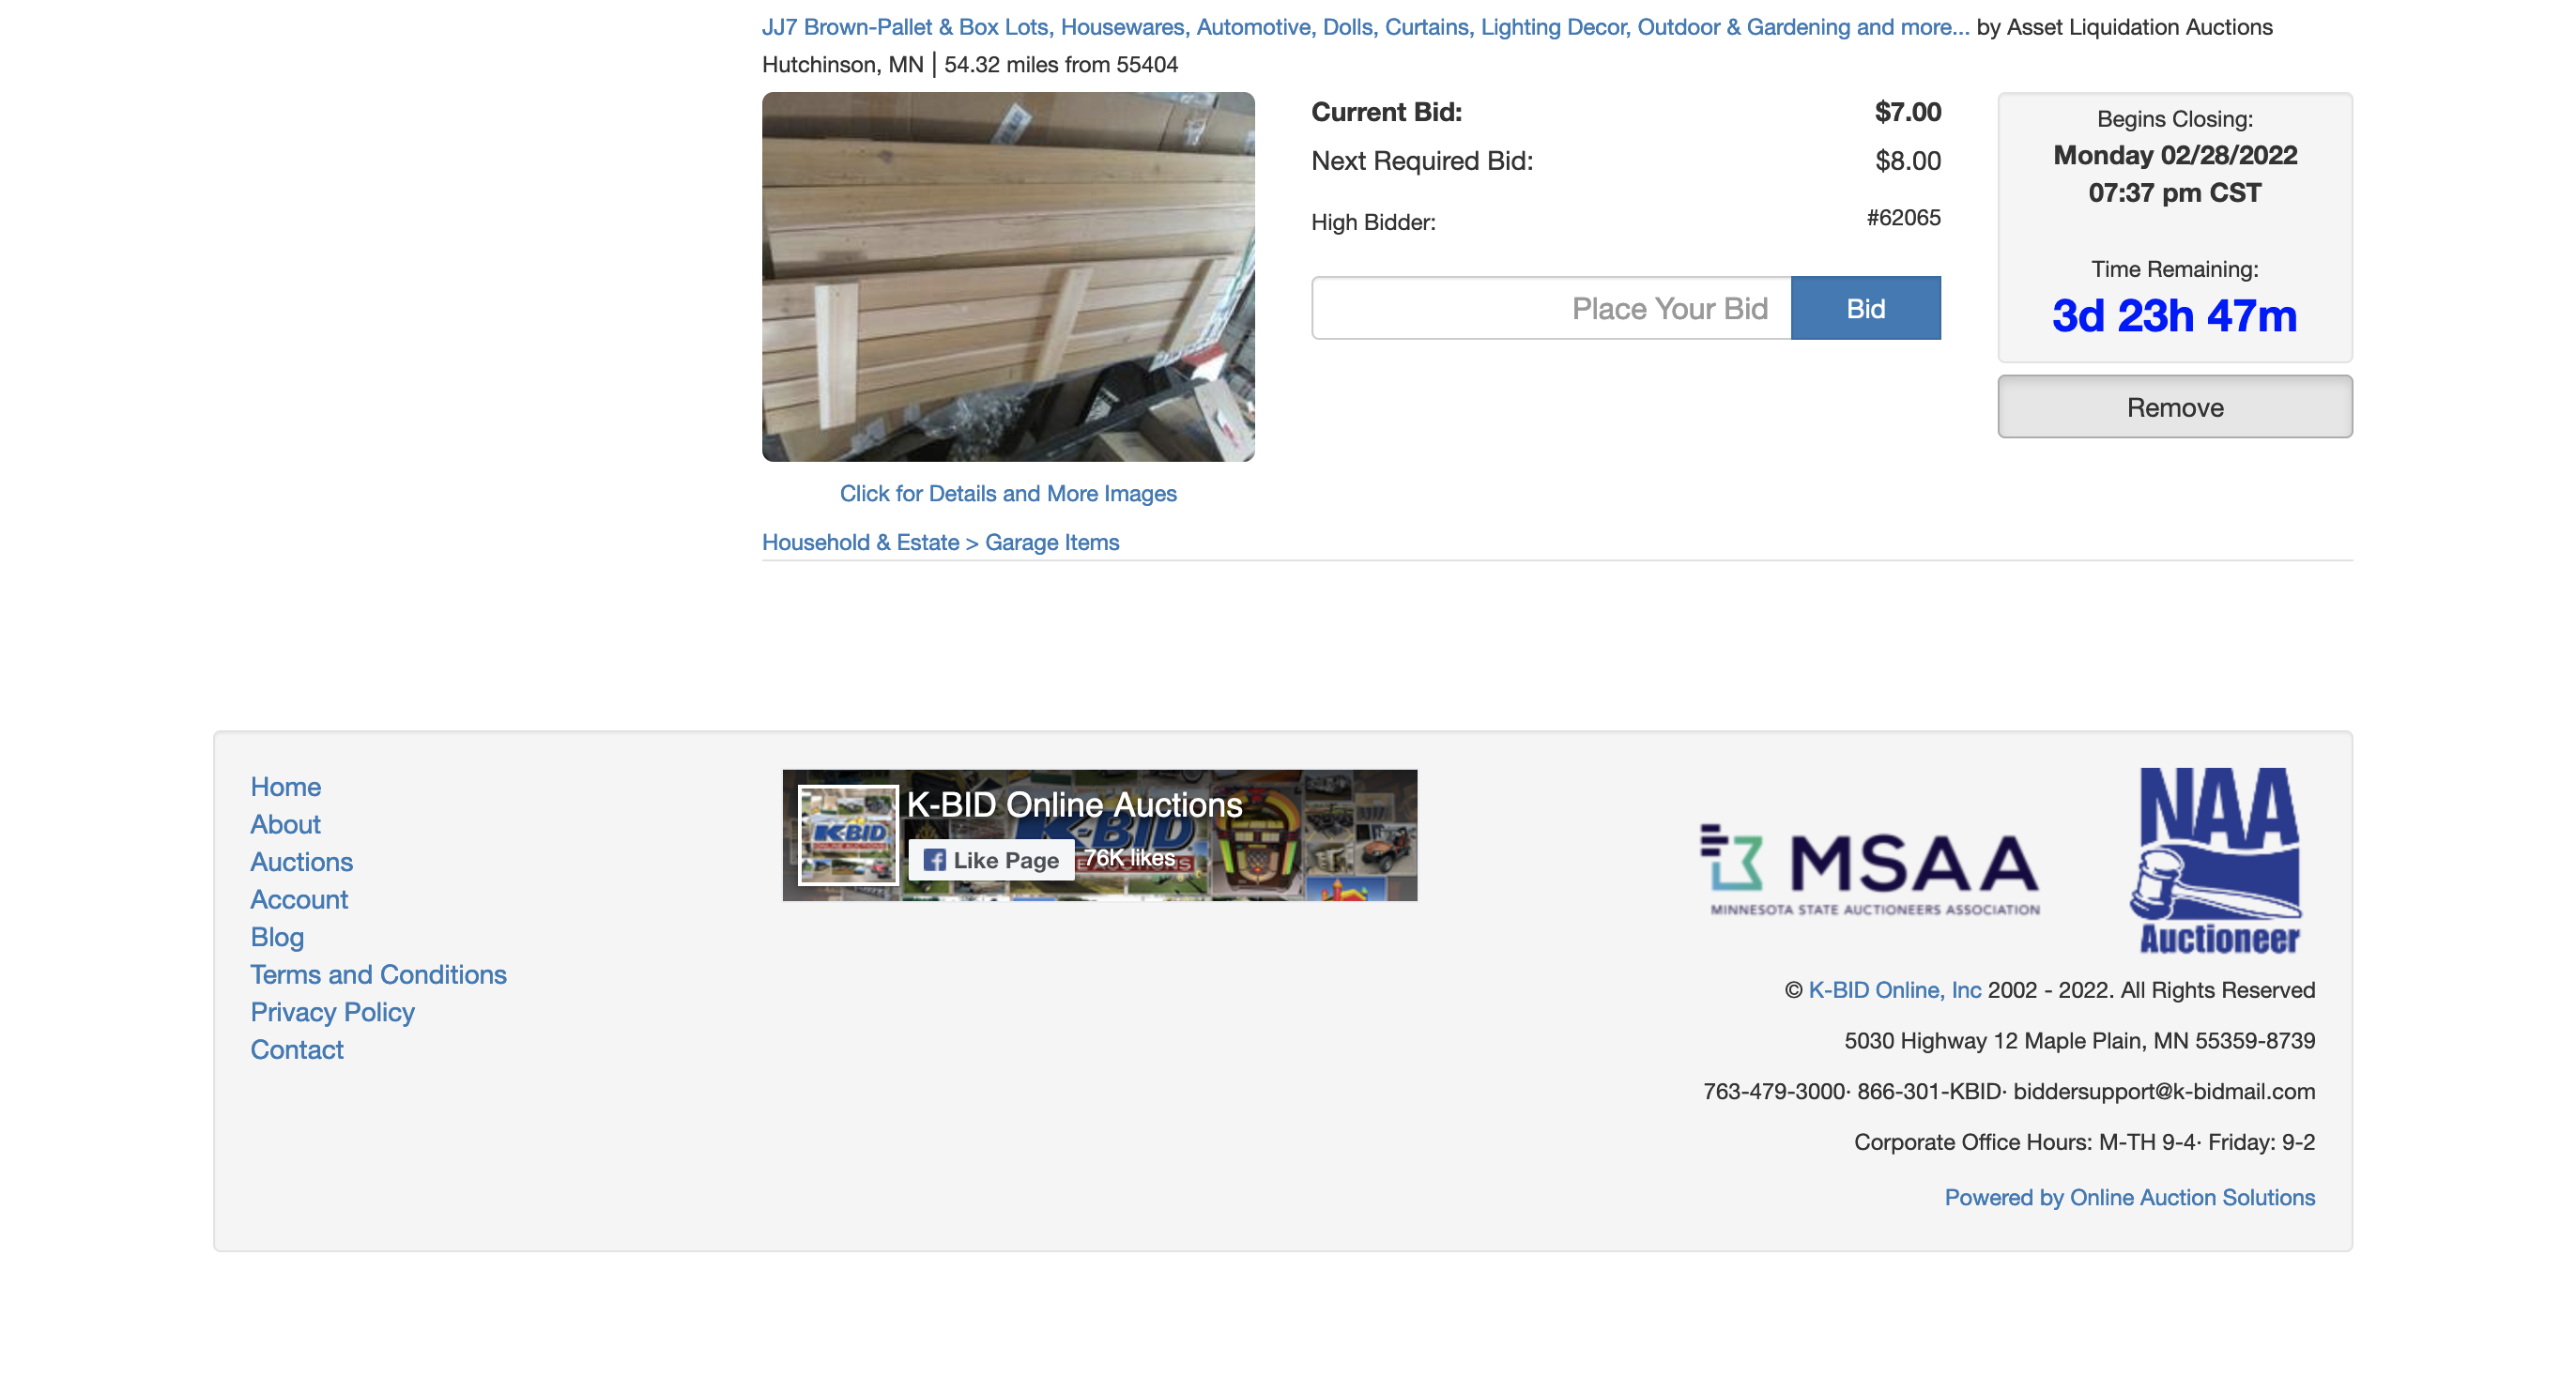 JJ7 Brown-Pallet & Box Lots, Housewares, Automotive, Dolls, Curtains, Lighting Decor, Outdoor & Gardening and more... by Asset Liquidation Auctions
Hutchinson, MN | 54.32 miles from 55404
Current Bid: $7.00
Next Required Bid: $8.00
High Bidder: #62065
Place Your Bid
Bid
Begins Closing:
Monday 02/28/2022
07:37 pm CST
Time Remaining:
3d 23h 47m
Remove
Click for Details and More Images
Household & Estate > Garage Items
Home
About
Auctions
Account
Blog
Terms and Conditions
Privacy Policy
Contact
K-BID Online Auctions
K-BID
ONLINE AUCTIONS
K-BID
Like Page
76K likes
MSAA
MINNESOTA STATE AUCTIONEERS ASSOCIATION
NAA
Auctioneer
© K-BID Online, Inc 2002 - 2022. All Rights Reserved
5030 Highway 12 Maple Plain, MN 55359-8739
763-479-3000· 866-301-KBID· biddersupport@k-bidmail.com
Corporate Office Hours: M-TH 9-4· Friday: 9-2
Powered by Online Auction Solutions